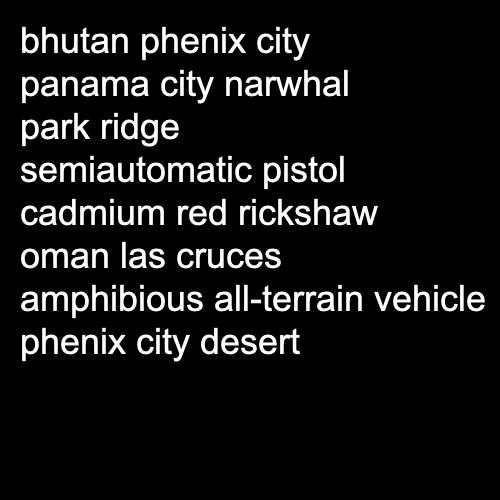 bhutan phenix city
panama city narwhal
park ridge
semiautomatic pistol
cadmium red rickshaw
oman las cruces
amphibious all-terrain vehicle
phenix city desert